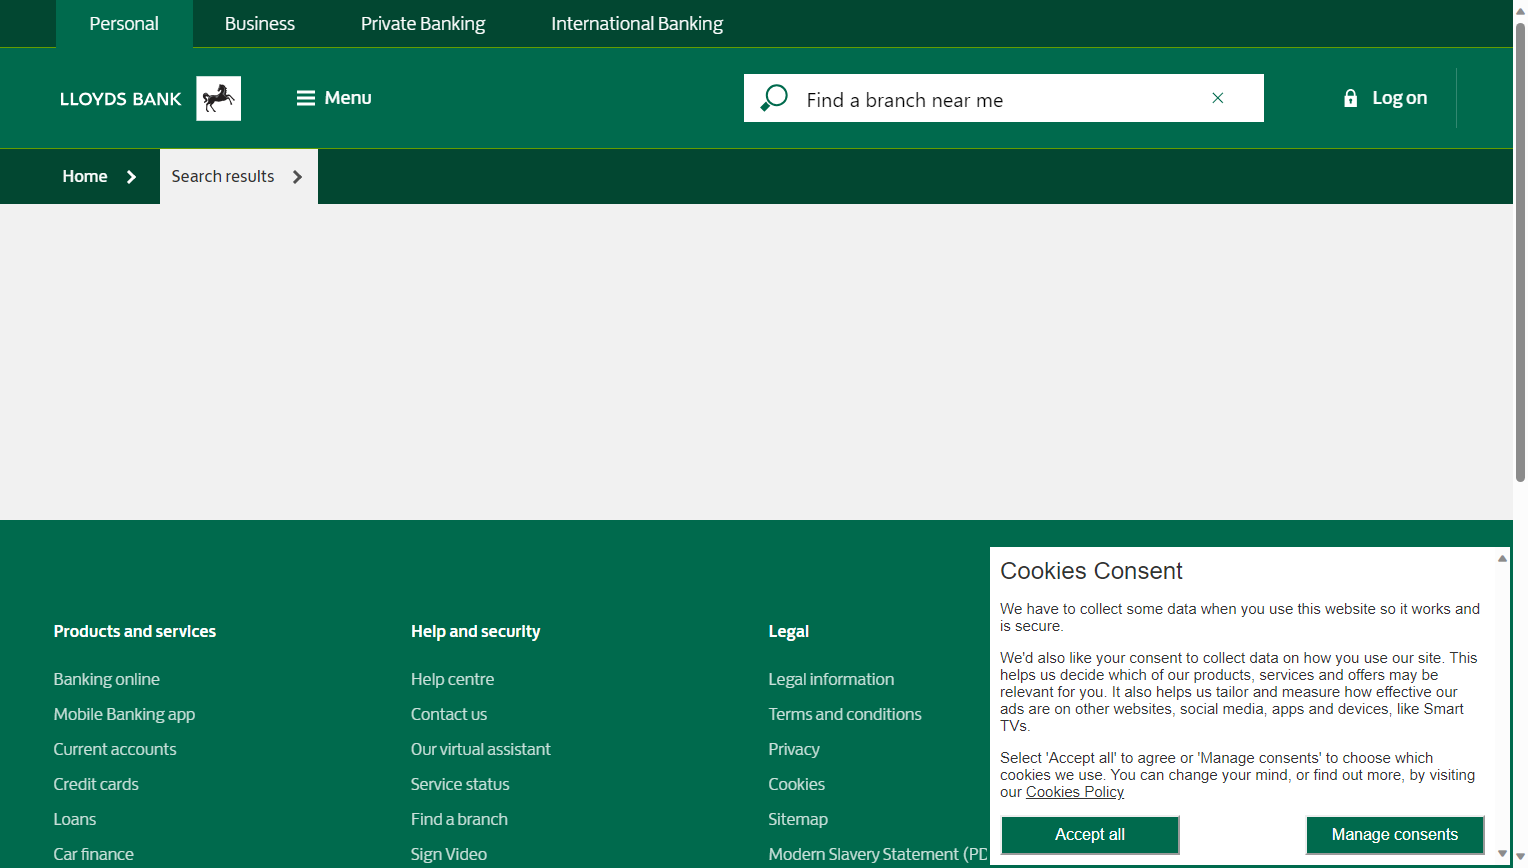 Personal
Business
Private Banking
International Banking
LLOYDS BANK
Menu
Find a branch near me
Log on
Home
Search results
Products and services
Banking online
Mobile Banking app
Current accounts
Credit cards
Loans
Car finance
Help and security
Help centre
Contact us
Our virtual assistant
Service status
Find a branch
Sign Video
Legal
Legal information
Terms and conditions
Privacy
Cookies
Sitemap
Modern Slavery Statement (PD
Cookies Consent
We have to collect some data when you use this website so it works and
is secure.
We'd also like your consent to collect data on how you use our site. This
helps us decide which of our products, services and offers may be
relevant for you. It also helps us tailor and measure how effective our
ads are on other websites, social media, apps and devices, like Smart
TVs.
Select 'Accept all' to agree or 'Manage consents' to choose which
cookies we use. You can change your mind, or find out more, by visiting
our Cookies Policy
Accept all
Manage consents